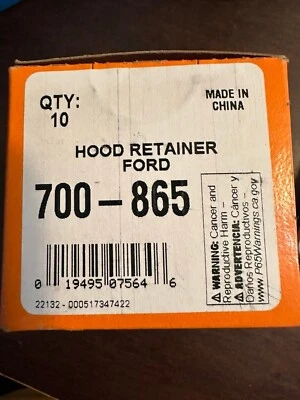 QTY:
10
MADE IN
CHINA
HOOD RETAINER
FORD
700-865
⚠ WARNING: Cancer and
Reproductive Harm -
⚠ ADVERTENCIA: Cáncer y
Daños Reproductivos -
www.P65Warnings.ca.gov
0 19495 07564 6
22132 - 000517347422